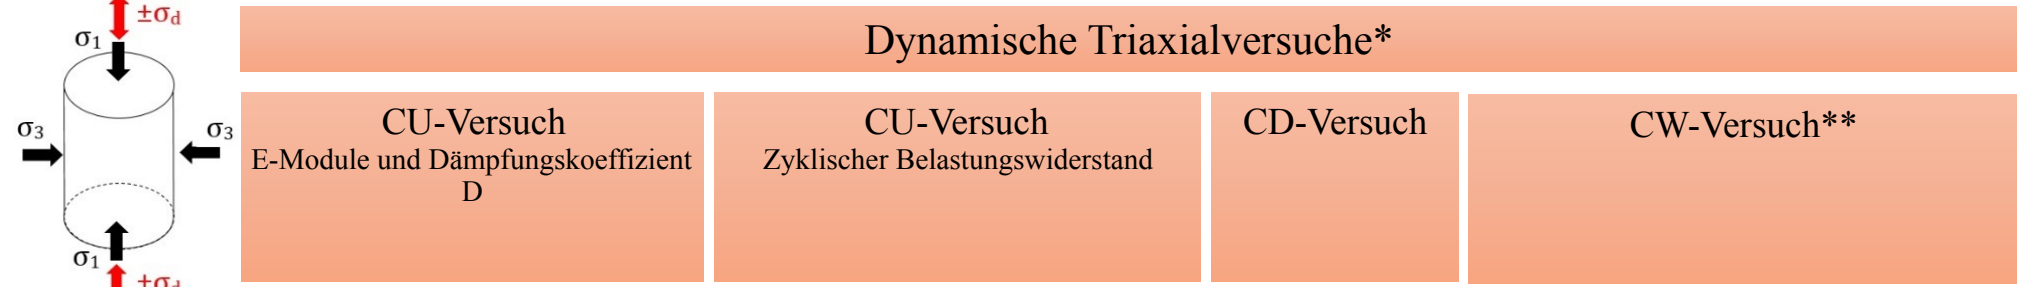 ±σd
σ1
σ3
σ3
σ1
±σd
Dynamische Triaxialversuche*
CU-Versuch
E-Module und Dämpfungskoeffizient
D
CU-Versuch
Zyklischer Belastungswiderstand
CD-Versuch
CW-Versuch**